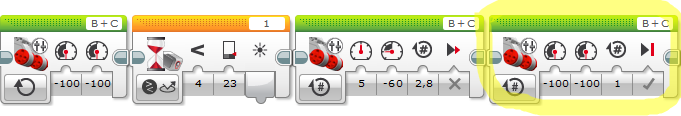 B + C
1
B + C
B + C
-100 -100
< 
4 23
#
# 5 -60 2,8
#
# -100 -100 1